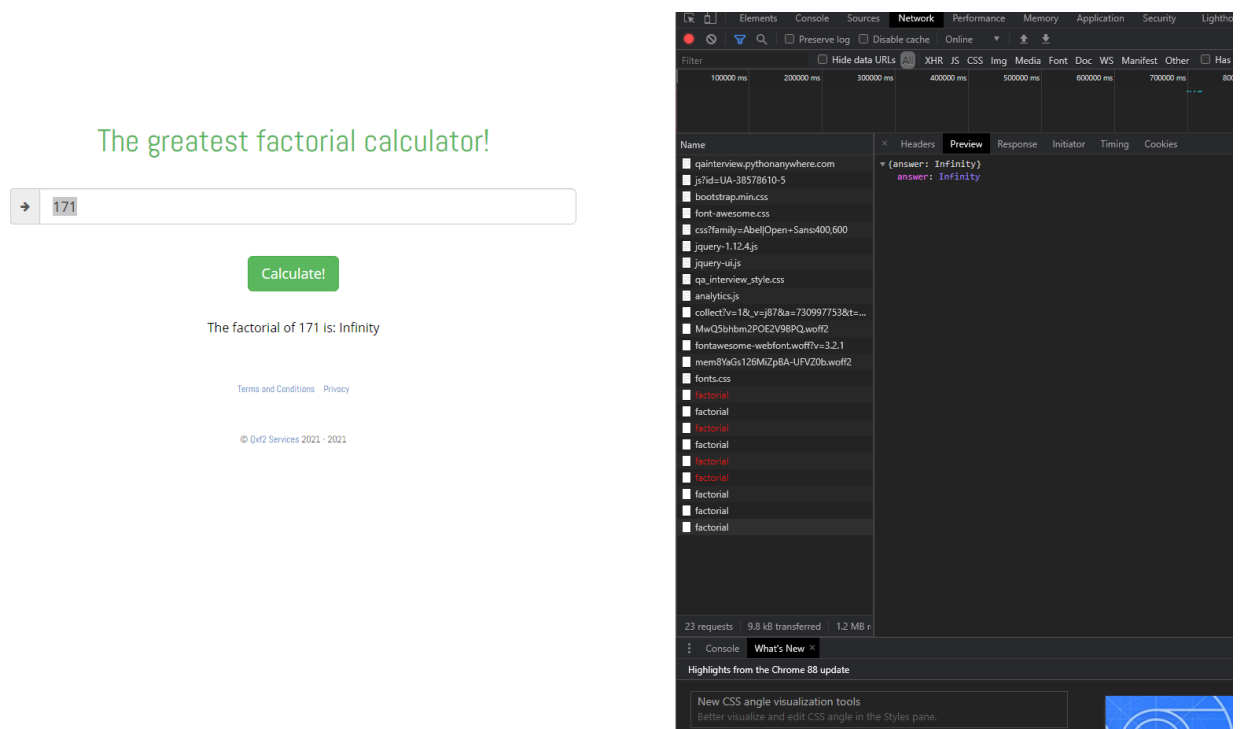 The greatest factorial calculator!
171
Calculate!
The factorial of 171 is: Infinity
Terms and Conditions Privacy
© Qxf2 Services 2021 - 2021
Elements Console Sources Network Performance Memory Application Security Lightho
Preserve log Disable cache Online
Filter Hide data URLs All XHR JS CSS Img Media Font Doc WS Manifest Other Has
100000 ms 200000 ms 300000 ms 400000 ms 500000 ms 600000 ms 700000 ms 800
Name × Headers Preview Response Initiator Timing Cookies
qainterview.pythonanywhere.com
js?id=UA-38578610-5
bootstrap.min.css
font-awesome.css
css?family=Abel|Open+Sans:400,600
jquery-1.12.4.js
jquery-ui.js
qa_interview_style.css
analytics.js
collect?v=1&_v=j87&a=730997753&t=...
MwQ5bhbm2POE2V9BPQ.woff2
fontawesome-webfont.woff?v=3.2.1
mem8YaGs126MiZpBA-UFVZ0b.woff2
fonts.css
factorial
factorial
factorial
factorial
factorial
factorial
factorial
factorial
factorial
{answer: Infinity}
answer: Infinity
23 requests 9.8 kB transferred 1.2 MB r
Console What's New ×
Highlights from the Chrome 88 update
New CSS angle visualization tools
Better visualize and edit CSS angle in the Styles pane.